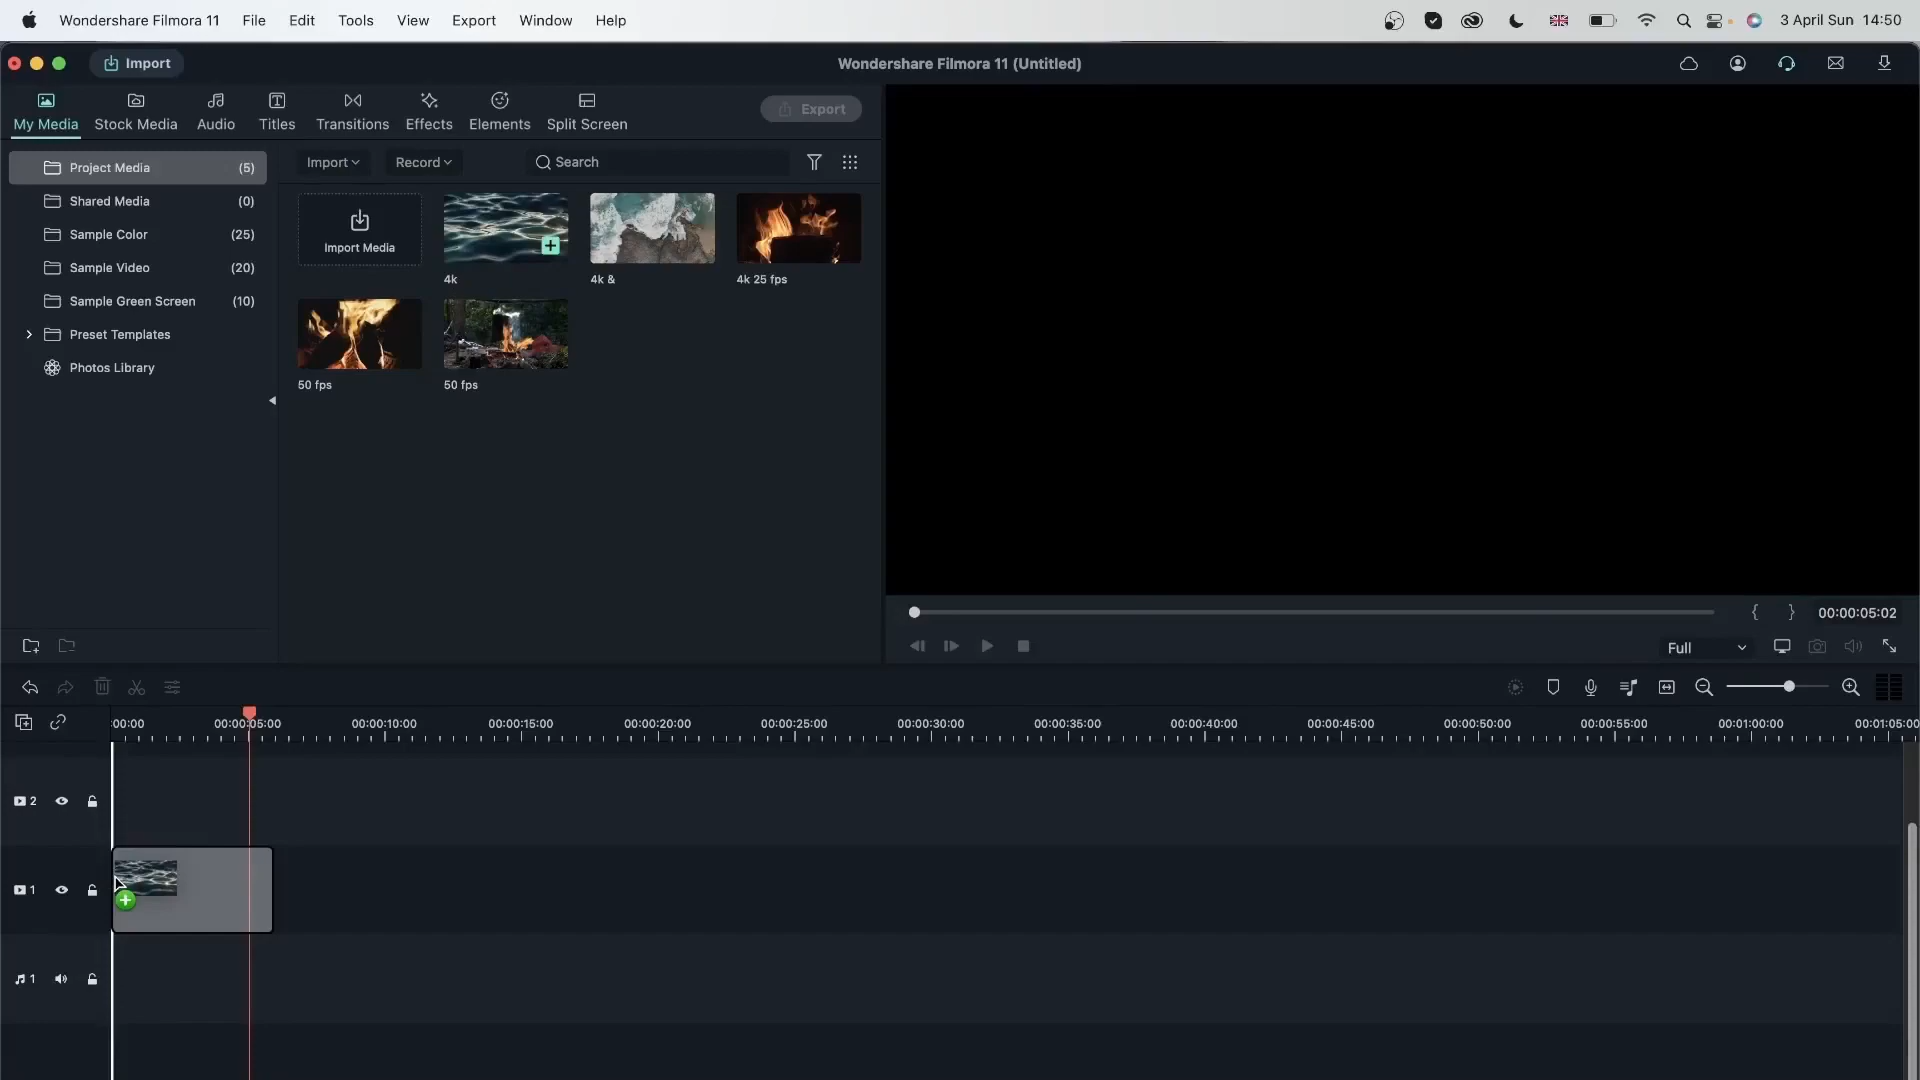 Wondershare Filmora 11 File Edit Tools View Export Window Help 3 April Sun 14:50
Import Wondershare Filmora 11 (Untitled)
My Media Stock Media Audio Titles Transitions Effects Elements Split Screen Export
Project Media (5) Import Record Search
Shared Media (0)
Sample Color (25)
Sample Video (20)
Sample Green Screen (10)
Preset Templates
Photos Library
Import Media
4k 4k & 4k 25 fps
50 fps 50 fps
{ } 00:00:05:02
Full
:00:00 00:00:05:00 00:00:10:00 00:00:15:00 00:00:20:00 00:00:25:00 00:00:30:00 00:00:35:00 00:00:40:00 00:00:45:00 00:00:50:00 00:00:55:00 00:01:00:00 00:01:05:00
2
1
1